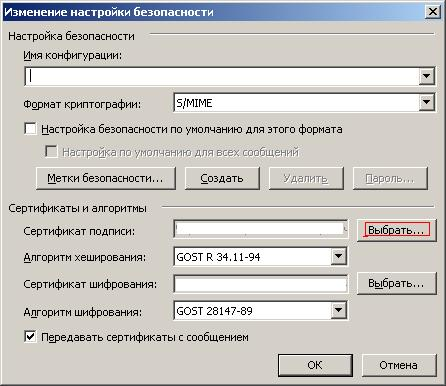 Изменение настройки безопасности
Настройка безопасности
Имя конфигурации:
Формат криптографии:
S/MIME
Настройка безопасности по умолчанию для этого формата
Настройка по умолчанию для всех сообщений
Метки безопасности...
Создать
Удалить
Пароль...
Сертификаты и алгоритмы
Сертификат подписи:
Выбрать...
Алгоритм хеширования:
GOST R 34.11-94
Сертификат шифрования:
Выбрать...
Алгоритм шифрования:
GOST 28147-89
Передавать сертификаты с сообщением
ОК
Отмена